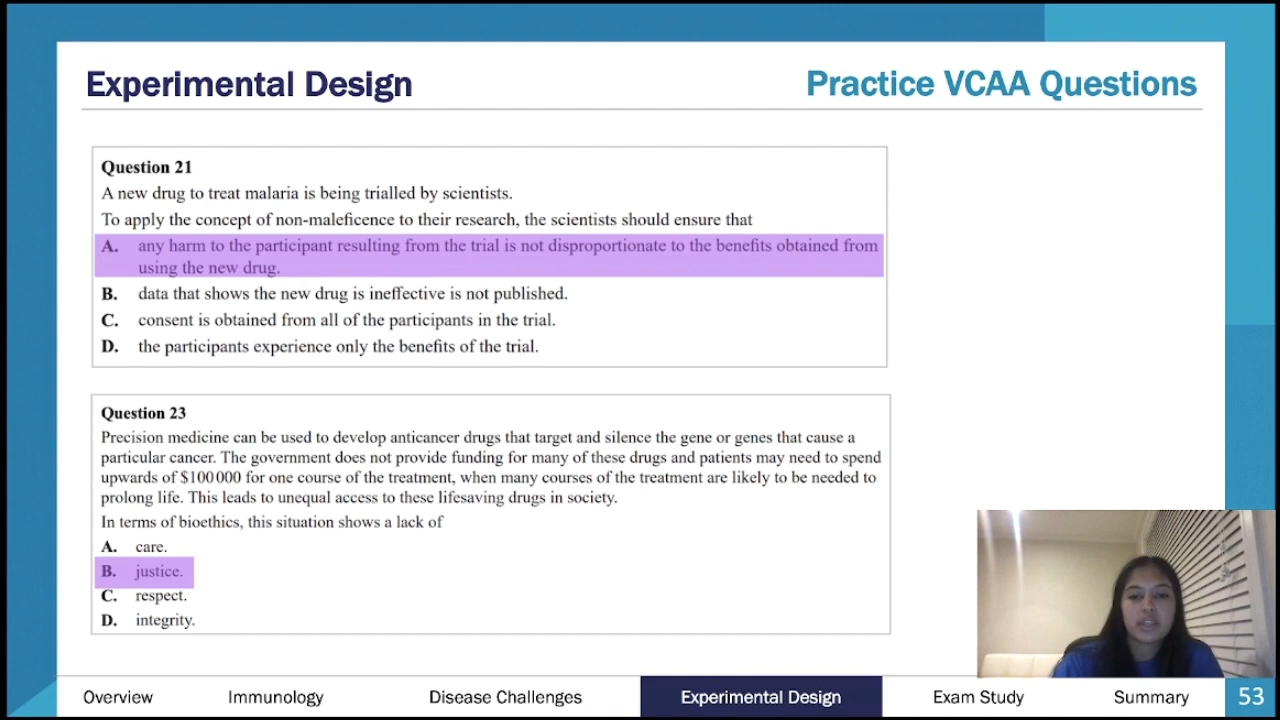 Experimental Design
Practice VCAA Questions
Question 21
A new drug to treat malaria is being trialled by scientists.
To apply the concept of non-maleficence to their research, the scientists should ensure that
A. any harm to the participant resulting from the trial is not disproportionate to the benefits obtained from
using the new drug.
B. data that shows the new drug is ineffective is not published.
C. consent is obtained from all of the participants in the trial.
D. the participants experience only the benefits of the trial.
Question 23
Precision medicine can be used to develop anticancer drugs that target and silence the gene or genes that cause a
particular cancer. The government does not provide funding for many of these drugs and patients may need to spend
upwards of $100 000 for one course of the treatment, when many courses of the treatment are likely to be needed to
prolong life. This leads to unequal access to these lifesaving drugs in society.
In terms of bioethics, this situation shows a lack of
A. care.
B. justice.
C. respect.
D. integrity.
Overview Immunology Disease Challenges Experimental Design Exam Study Summary 53